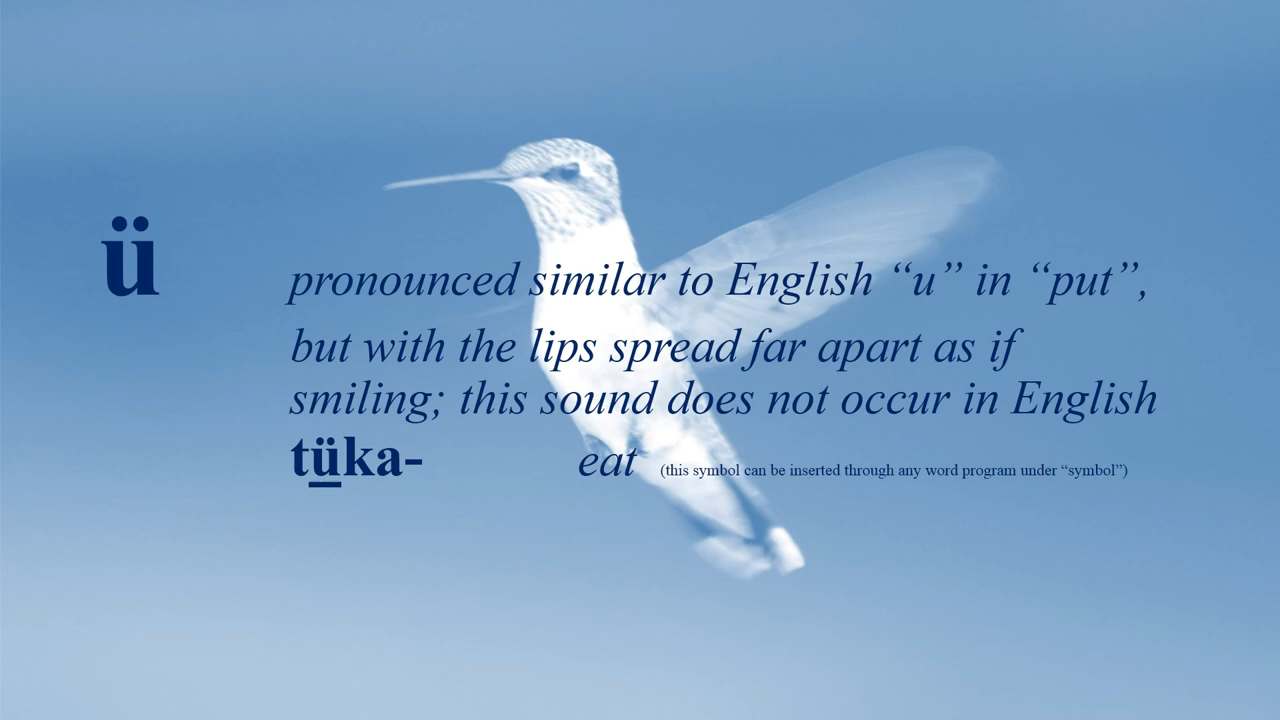 ü
pronounced similar to English “u” in “put”,
but with the lips spread far apart as if
smiling; this sound does not occur in English
tüka- eat (this symbol can be inserted through any word program under “symbol”)